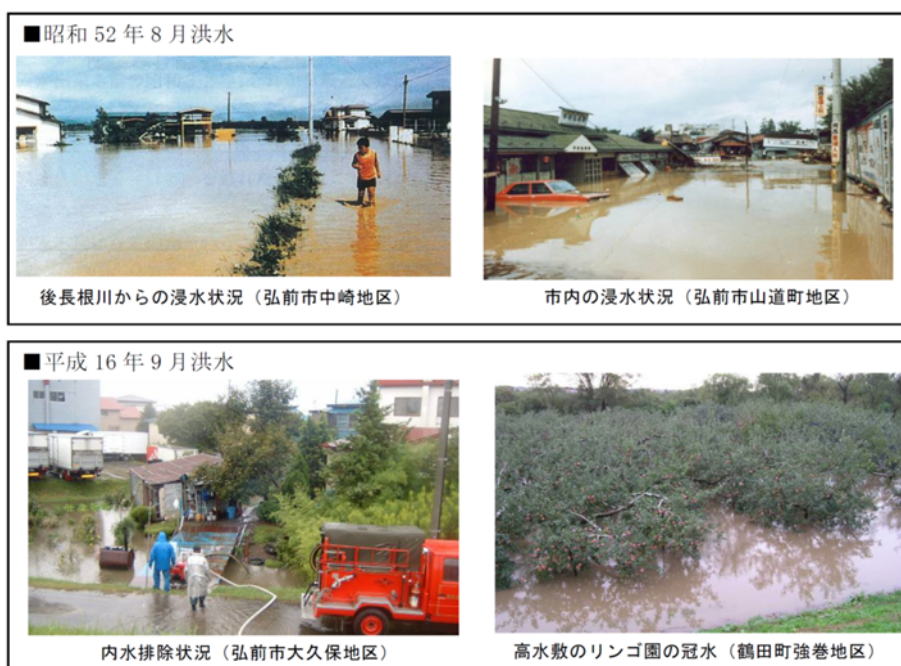 ■昭和 52 年 8 月洪水
後長根川からの浸水状況（弘前市中崎地区）
市内の浸水状況（弘前市山道町地区）
■平成 16 年 9 月洪水
内水排除状況（弘前市大久保地区）
高水敷のリンゴ園の冠水（鶴田町強巻地区）